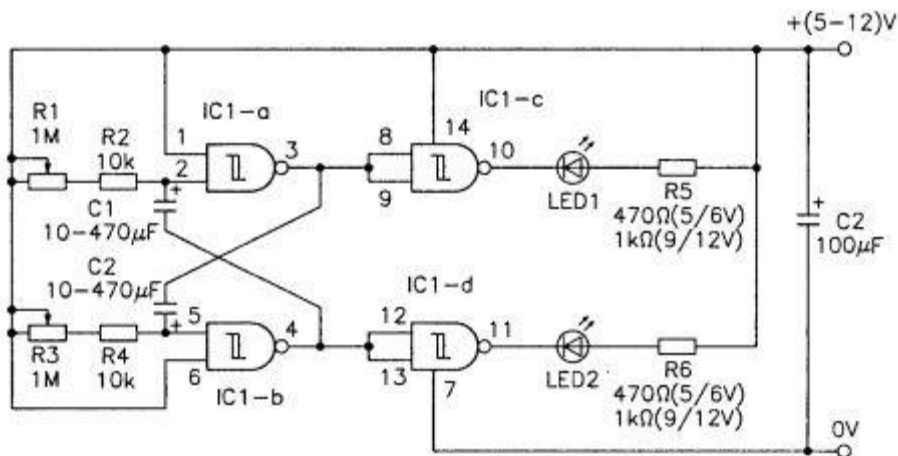 +(5-12)V
IC1-a
IC1-c
R1
1M
R2
10k
1
2
3
8
9
14
10
LED1
R5
470Ω(5/6V)
1kΩ(9/12V)
C1
10-470µF
C2
10-470µF
C2
100µF
IC1-d
5
6
4
12
13
11
7
LED2
R6
470Ω(5/6V)
1kΩ(9/12V)
R3
1M
R4
10k
IC1-b
0V
+
+
+